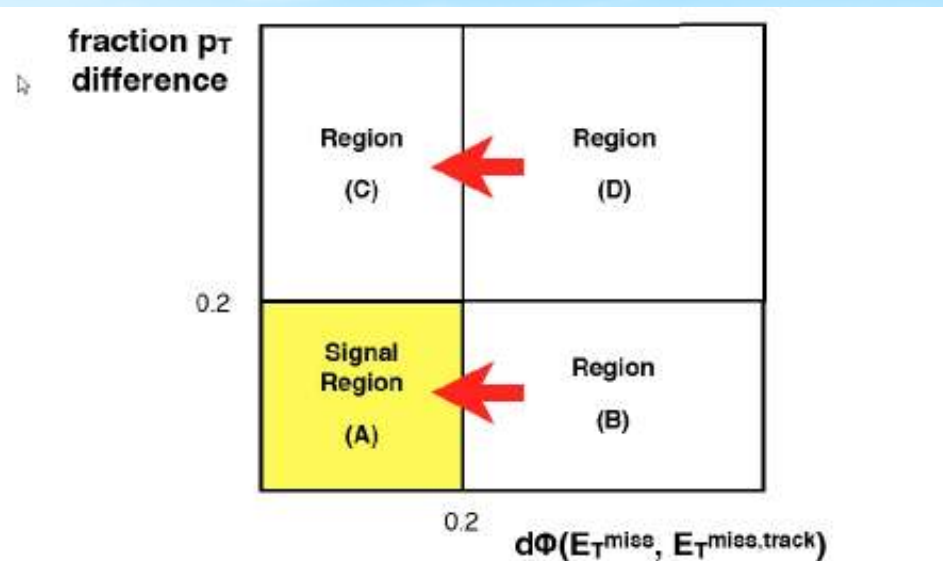 fraction pT
difference
Region
(C)
Region
(D)
0.2
Signal
Region
(A)
Region
(B)
0.2
dΦ(ETmiss, ETmiss,track)